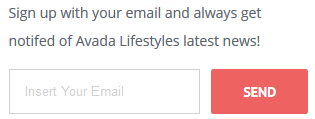 Sign up with your email and always get
notifed of Avada Lifestyles latest news!
Insert Your Email
SEND